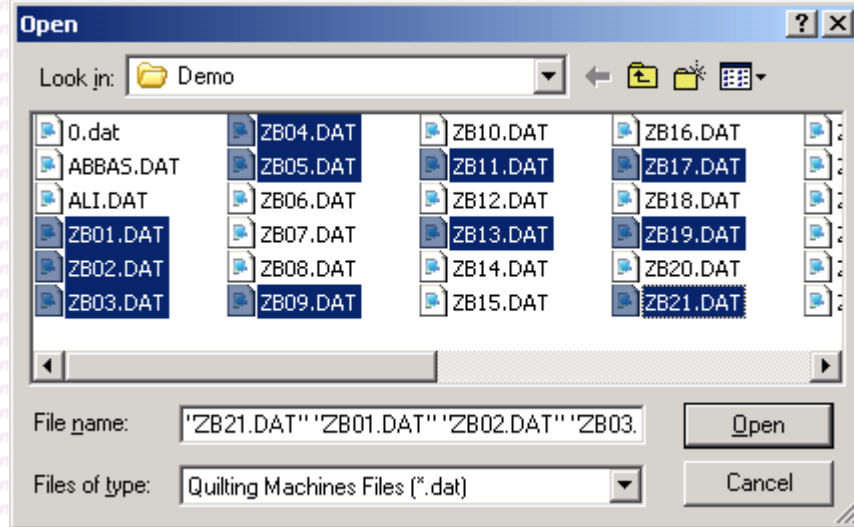 Open
Look in: Demo
0.dat ZB04.DAT ZB10.DAT ZB16.DAT
ABBAS.DAT ZB05.DAT ZB11.DAT ZB17.DAT
ALI.DAT ZB06.DAT ZB12.DAT ZB18.DAT
ZB01.DAT ZB07.DAT ZB13.DAT ZB19.DAT
ZB02.DAT ZB08.DAT ZB14.DAT ZB20.DAT
ZB03.DAT ZB09.DAT ZB15.DAT ZB21.DAT
File name: "ZB21.DAT" "ZB01.DAT" "ZB02.DAT" "ZB03. Open
Files of type: Quilting Machines Files (*.dat) Cancel